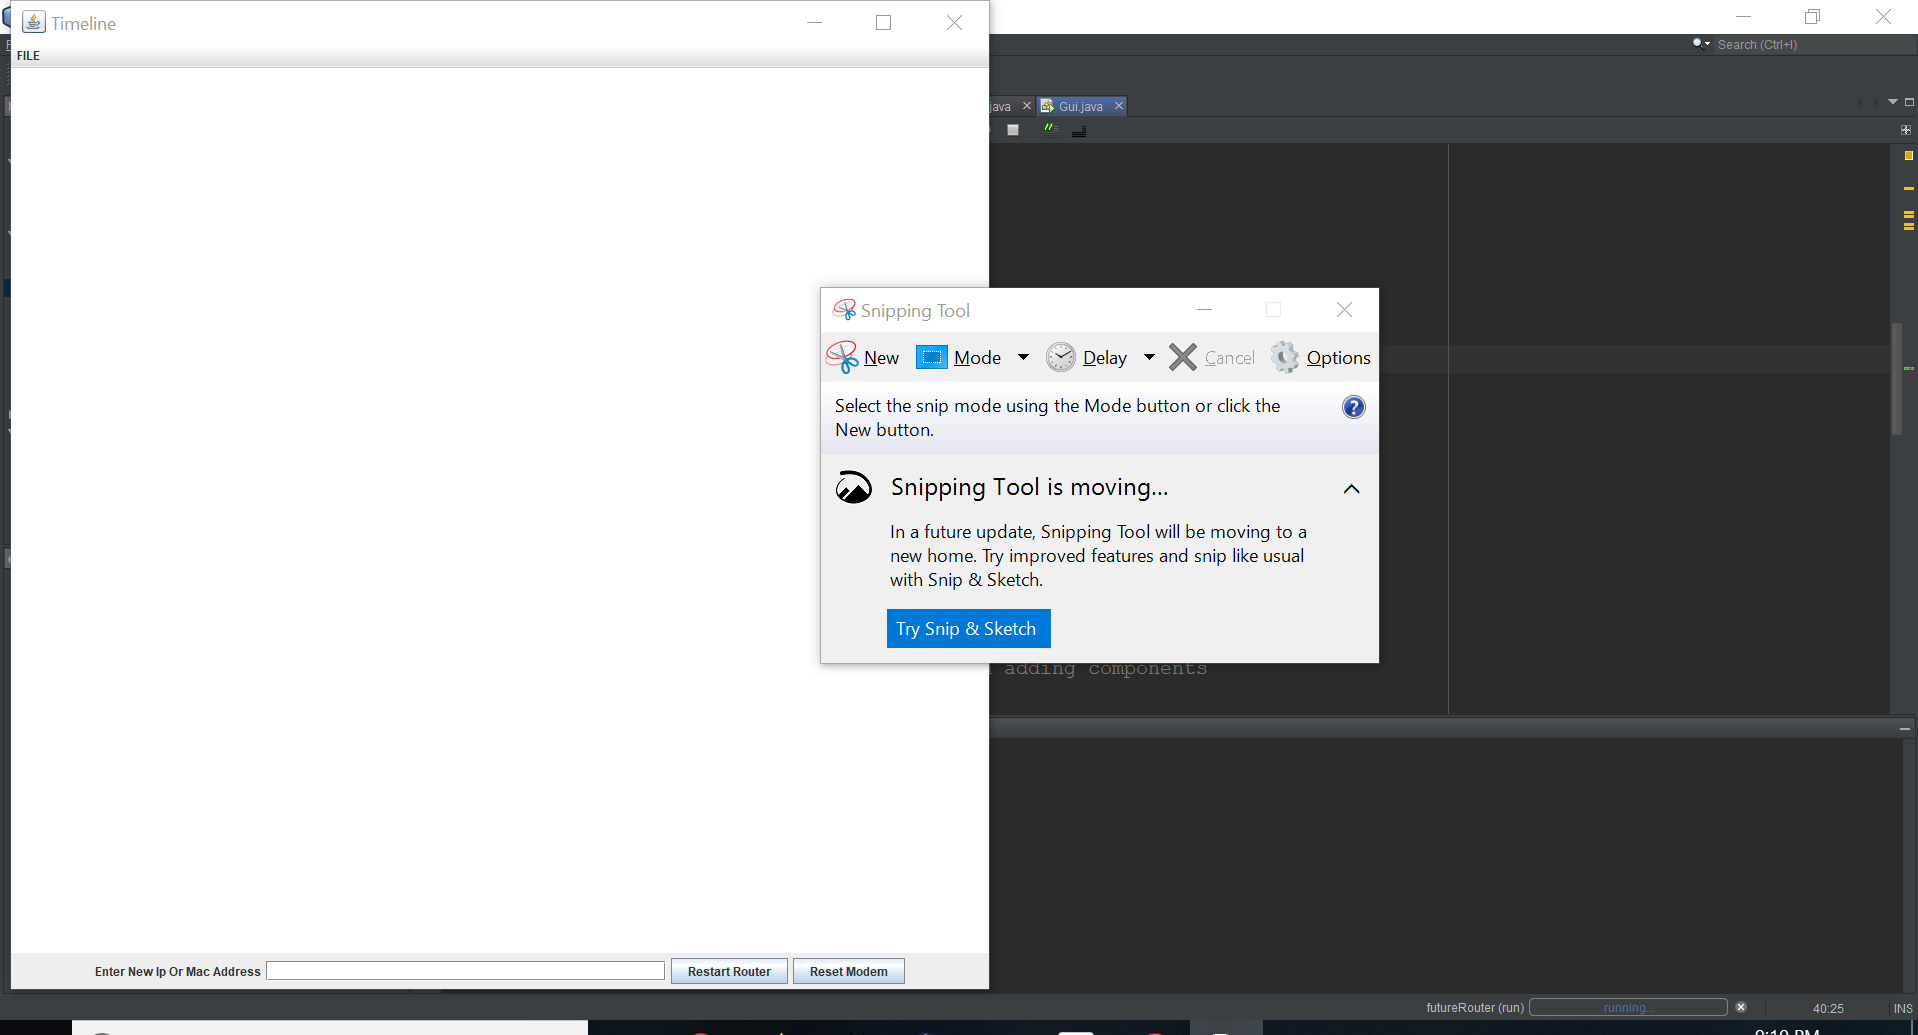 Timeline
FILE
Search (Ctrl+I)
java
Gui.java
Snipping Tool
New
Mode
Delay
Cancel
Options
Select the snip mode using the Mode button or click the
New button.
Snipping Tool is moving...
In a future update, Snipping Tool will be moving to a
new home. Try improved features and snip like usual
with Snip & Sketch.
Try Snip & Sketch
adding components
Enter New Ip Or Mac Address
Restart Router
Reset Modem
futureRouter (run)
running...
40:25
INS